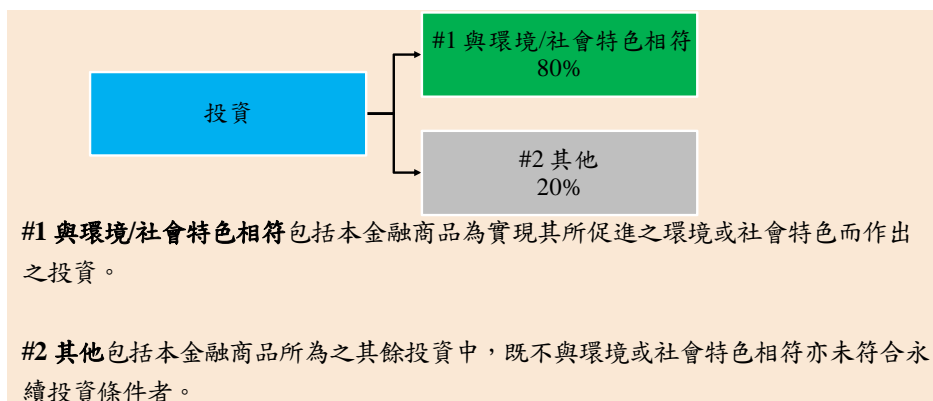 #1 與環境/社會特色相符
80%
投資
#2 其他
20%
#1 與環境/社會特色相符包括本金融商品為實現其所促進之環境或社會特色而作出
之投資。
#2 其他包括本金融商品所為之其餘投資中，既不與環境或社會特色相符亦未符合永
續投資條件者。